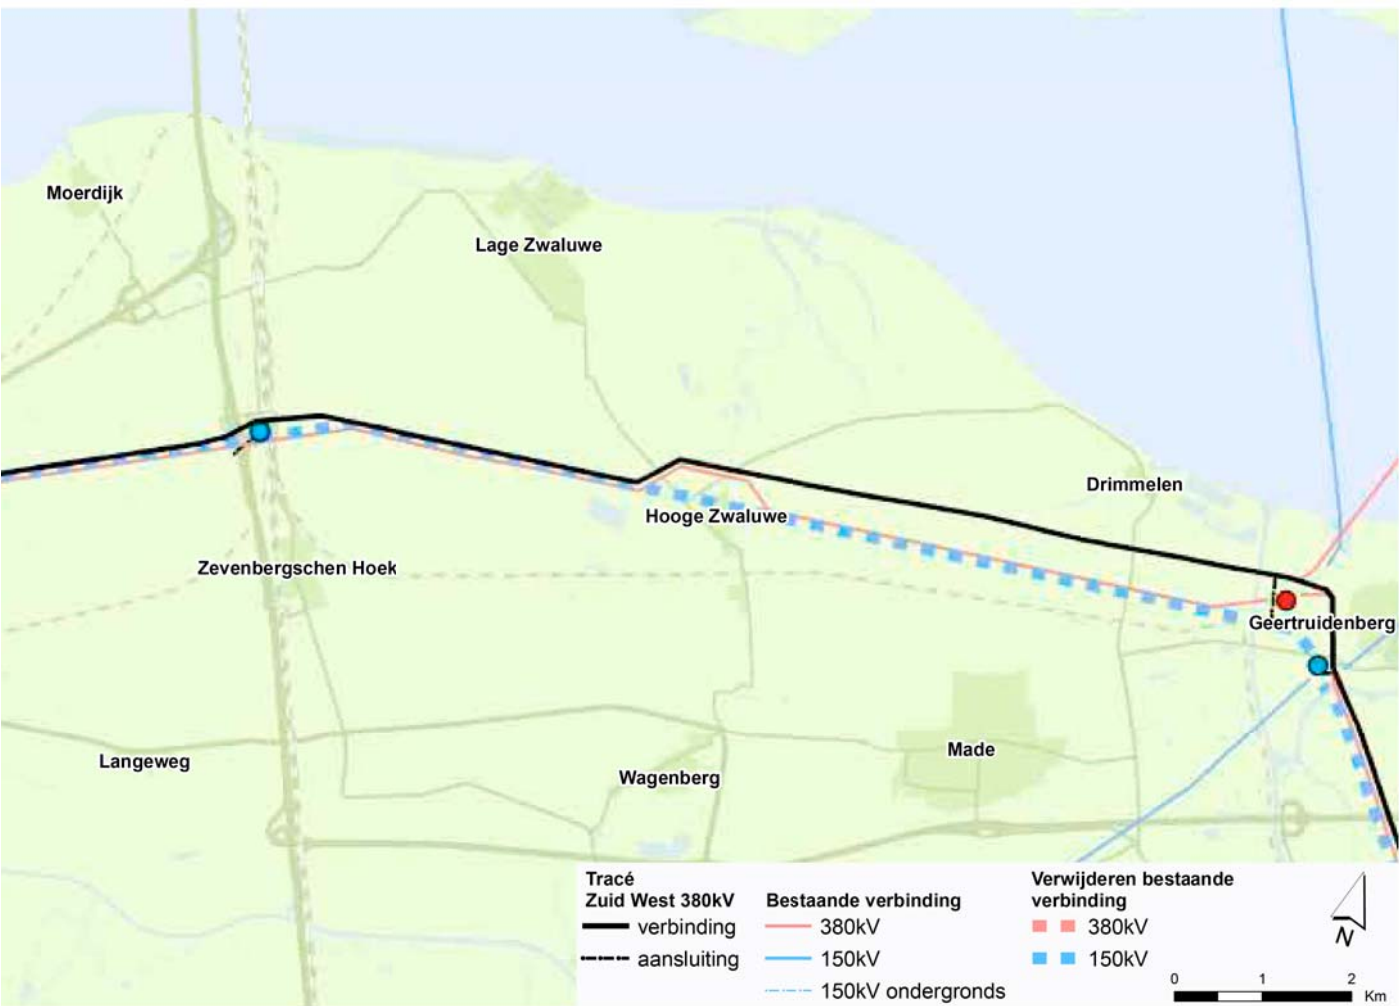 Moerdijk
Lage Zwaluwe
Drimmelen
Hooge Zwaluwe
Zevenbergschen Hoek
Geertruidenberg
Made
Langeweg
Wagenberg
Tracé
Zuid West 380kV
verbinding
aansluiting
Bestaande verbinding
380kV
150kV
150kV ondergronds
Verwijderen bestaande
verbinding
380kV
150kV
N
0 1 2
Km